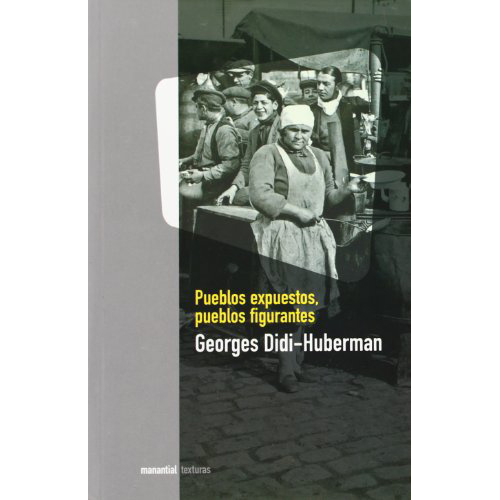 Pueblos expuestos,
pueblos figurantes
Georges Didi-Huberman
manantial texturas